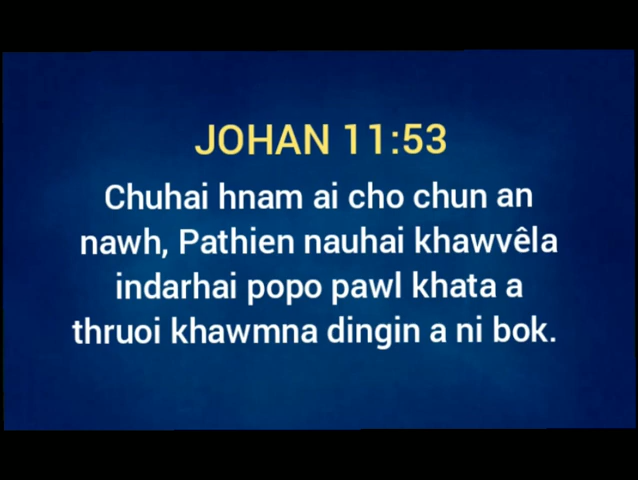 JOHAN 11:53
Chuhai hnam ai cho chun an
nawh, Pathien nauhai khawvêla
indarhai popo pawl khata a
thruoi khawmna dingin a ni bok.